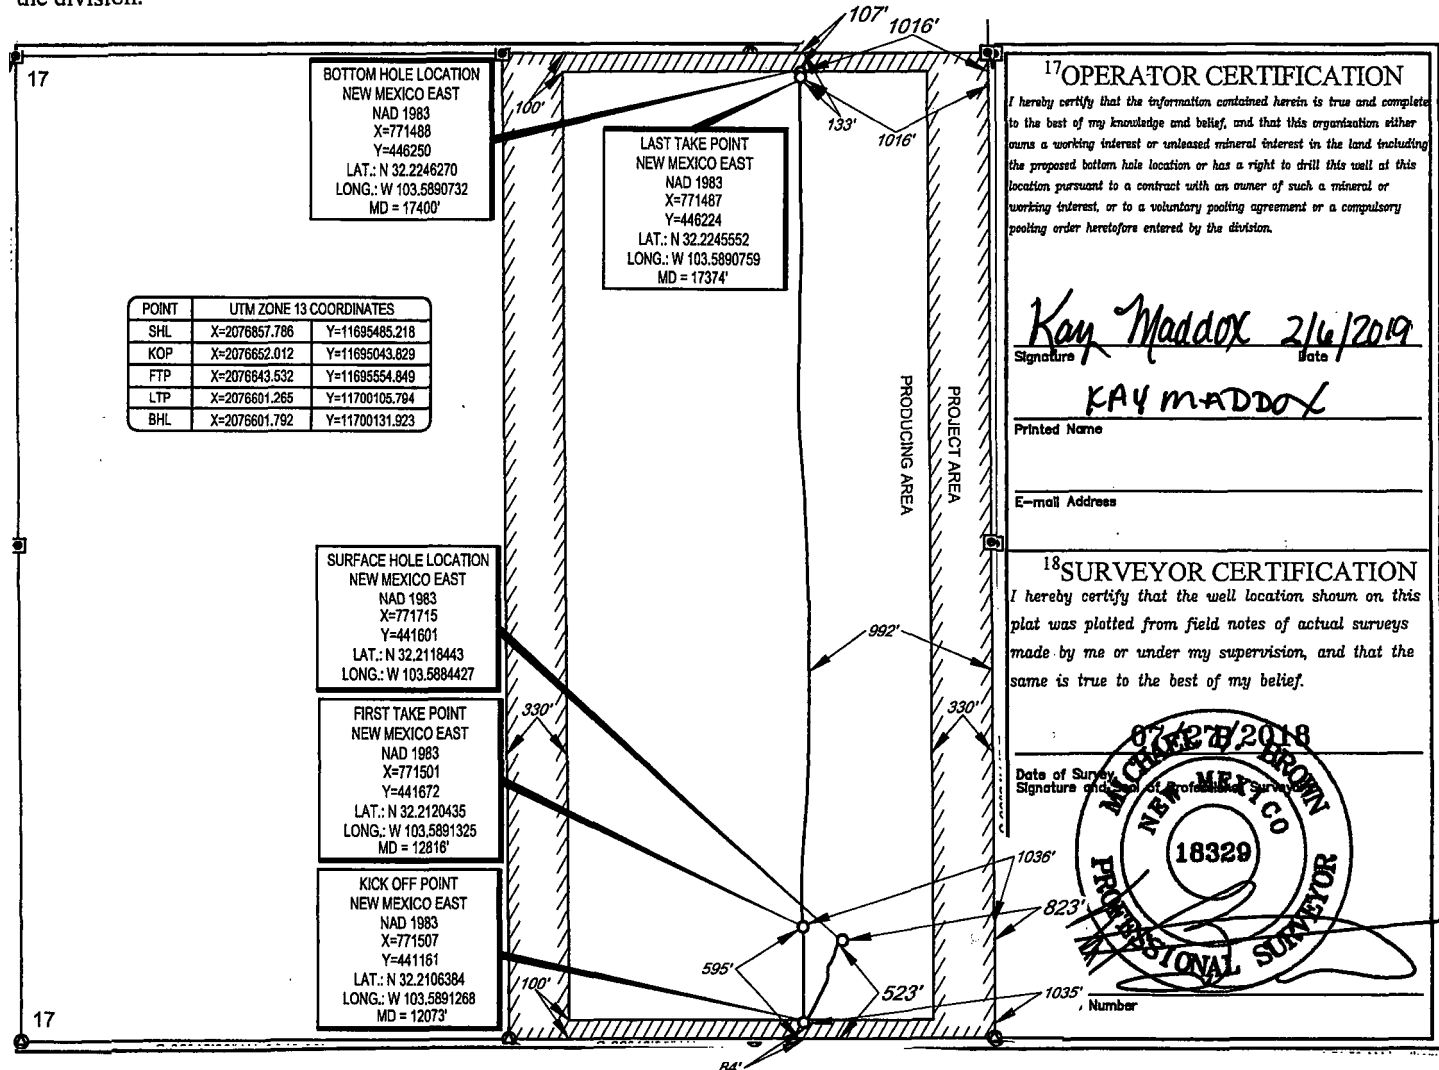 the division.
107'
1016'
17
BOTTOM HOLE LOCATION
NEW MEXICO EAST
NAD 1983
X=771488
Y=446250
LAT.: N 32.2246270
LONG.: W 103.5890732
MD = 17400'
100'
133'
1016'
LAST TAKE POINT
NEW MEXICO EAST
NAD 1983
X=771487
Y=446224
LAT.: N 32.2245552
LONG.: W 103.5890759
MD = 17374'
POINT UTM ZONE 13 COORDINATES
SHL X=2076857.786 Y=11695485.218
KOP X=2076652.012 Y=11695043.829
FTP X=2076643.532 Y=11695554.849
LTP X=2076601.265 Y=11700105.794
BHL X=2076601.792 Y=11700131.923
PRODUCING AREA
PROJECT AREA
SURFACE HOLE LOCATION
NEW MEXICO EAST
NAD 1983
X=771715
Y=441601
LAT.: N 32.2118443
LONG.: W 103.5884427
992'
330'
330'
FIRST TAKE POINT
NEW MEXICO EAST
NAD 1983
X=771501
Y=441672
LAT.: N 32.2120435
LONG.: W 103.5891325
MD = 12816'
KICK OFF POINT
NEW MEXICO EAST
NAD 1983
X=771507
Y=441161
LAT.: N 32.2106384
LONG.: W 103.5891268
MD = 12073'
1036'
823'
595'
523'
100'
1035'
17
84'
17OPERATOR CERTIFICATION
I hereby certify that the information contained herein is true and complete
to the best of my knowledge and belief, and that this organization either
owns a working interest or unleased mineral interest in the land including
the proposed bottom hole location or has a right to drill this well at this
location pursuant to a contract with an owner of such a mineral or
working interest, or to a voluntary pooling agreement or a compulsory
pooling order heretofore entered by the division.
Kay Maddox 2/6/2019
Signature Date
KAY MADDOX
Printed Name
E-mail Address
18SURVEYOR CERTIFICATION
I hereby certify that the well location shown on this
plat was plotted from field notes of actual surveys
made by me or under my supervision, and that the
same is true to the best of my belief.
07/27/2018
Date of Survey
Signature and Seal of Professional Surveyor
MICHAEL B. BROWN
NEW MEXICO
18329
PROFESSIONAL SURVEYOR
Number